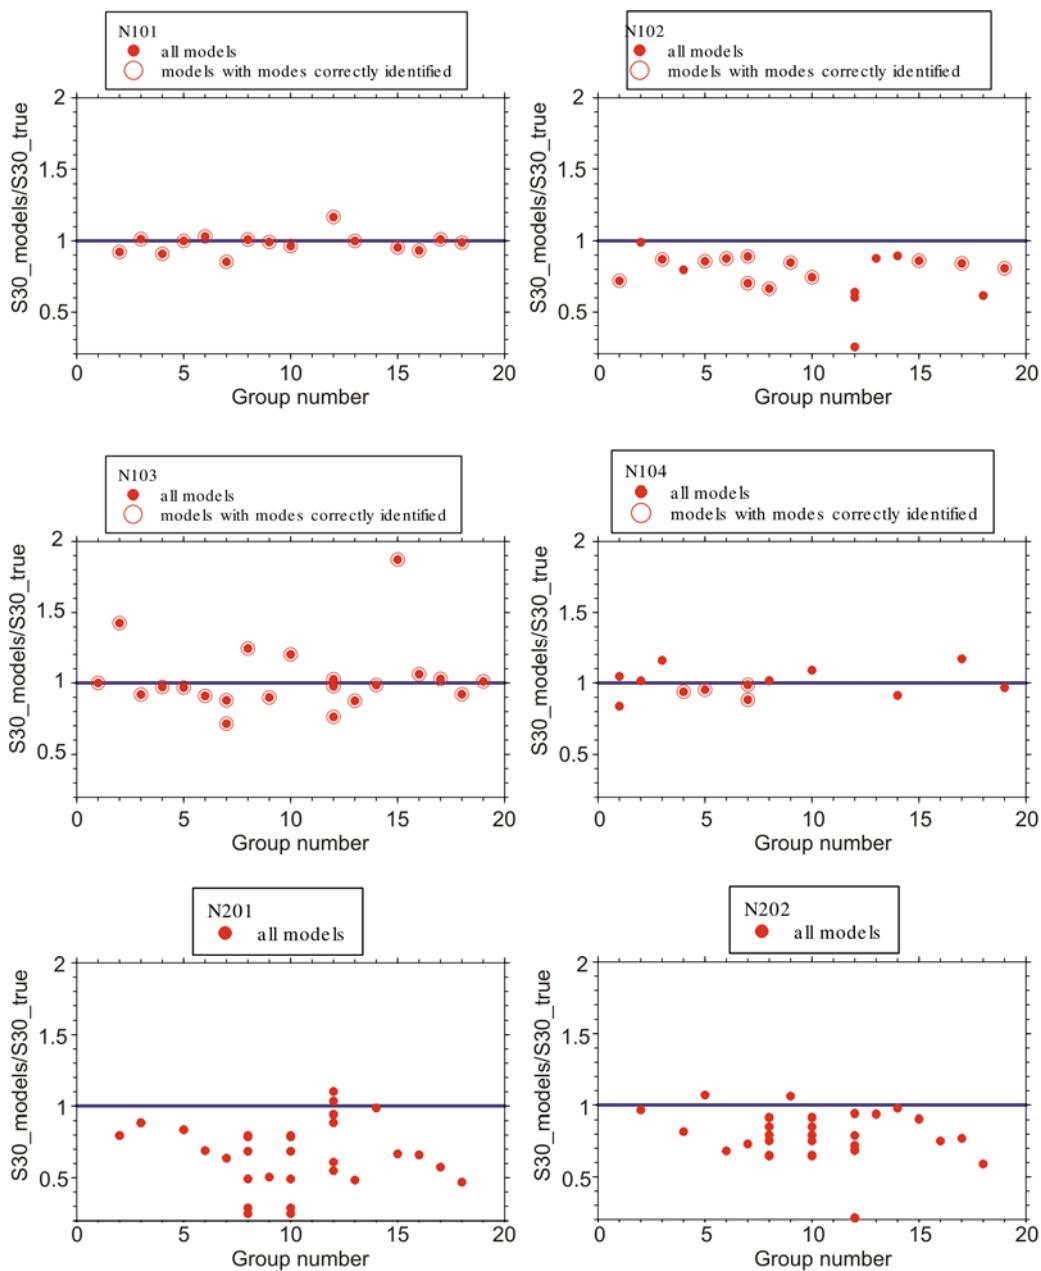 N101
all models
models with modes correctly identified
S30_models/S30_true
2
1.5
1
0.5
0 5 10 15 20
Group number
N102
all models
models with modes correctly identified
S30_models/S30_true
2
1.5
1
0.5
0 5 10 15 20
Group number
N103
all models
models with modes correctly identified
S30_models/S30_true
2
1.5
1
0.5
0 5 10 15 20
Group number
N104
all models
models with modes correctly identified
S30_models/S30_true
2
1.5
1
0.5
0 5 10 15 20
Group number
N201
all models
S30_models/S30_true
2
1.5
1
0.5
0 5 10 15 20
Group number
N202
all models
S30_models/S30_true
2
1.5
1
0.5
0 5 10 15 20
Group number